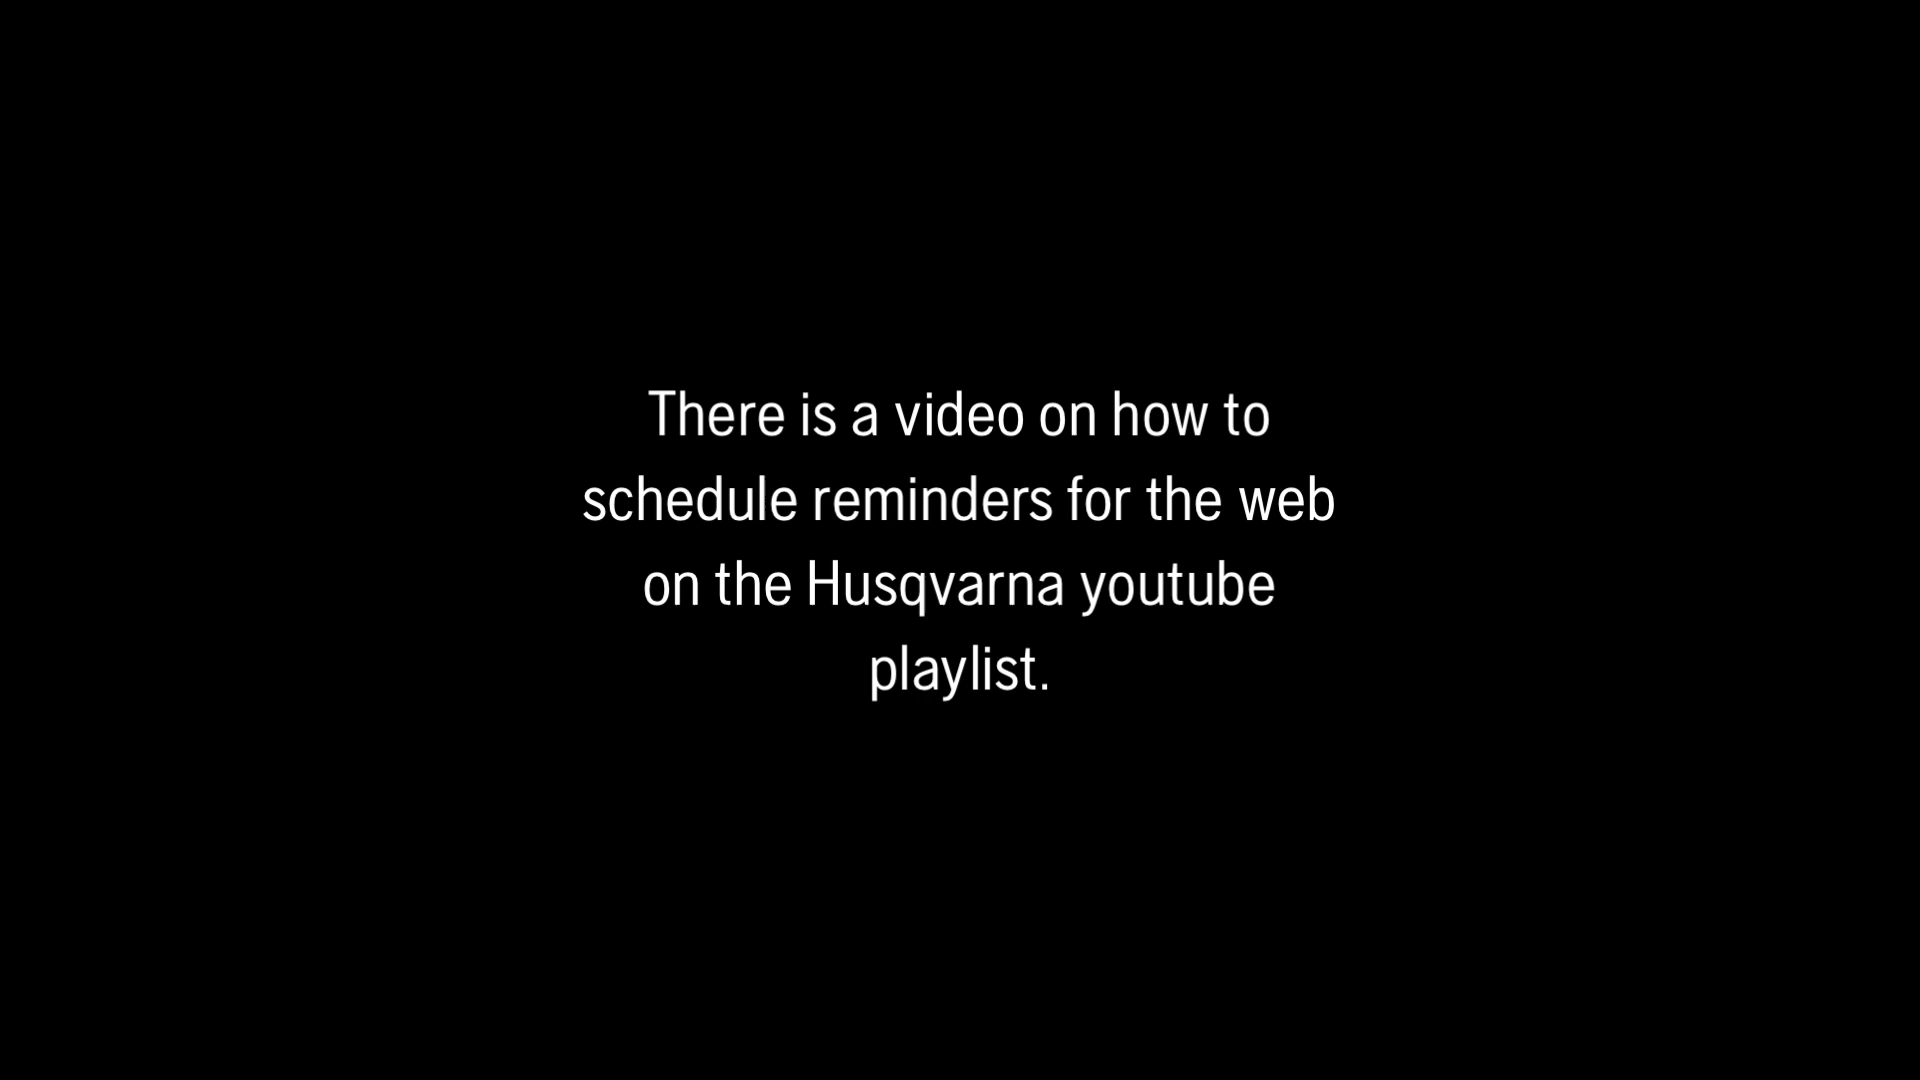 There is a video on how to
schedule reminders for the web
on the Husqvarna youtube
playlist.